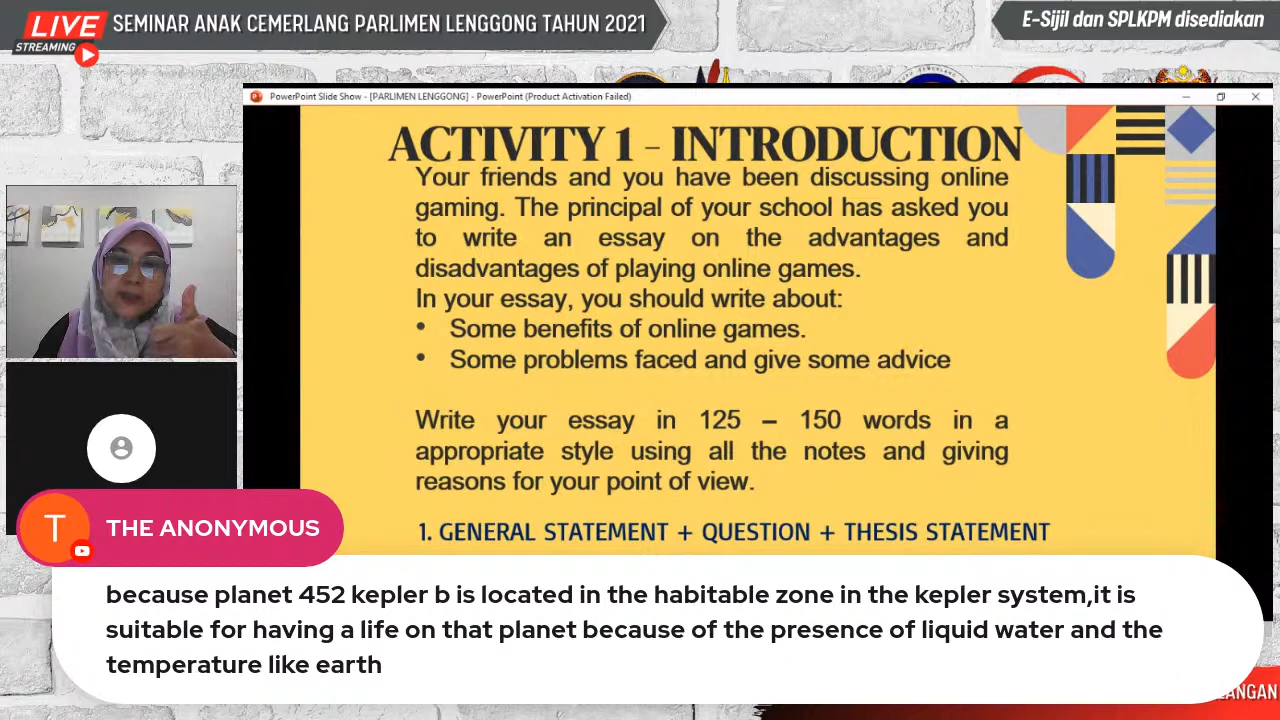 LIVE
STREAMING
SEMINAR ANAK CEMERLANG PARLIMEN LENGGONG TAHUN 2021
E-Sijil dan SPLKPM disediakan
PowerPoint Slide Show - [PARLIMEN LENGGONG] - PowerPoint (Product Activation Failed)
ACTIVITY 1 - INTRODUCTION
Your friends and you have been discussing online
gaming. The principal of your school has asked you
to write an essay on the advantages and
disadvantages of playing online games.
In your essay, you should write about:
• Some benefits of online games.
• Some problems faced and give some advice
Write your essay in 125 – 150 words in a
appropriate style using all the notes and giving
reasons for your point of view.
1. GENERAL STATEMENT + QUESTION + THESIS STATEMENT
T
THE ANONYMOUS
because planet 452 kepler b is located in the habitable zone in the kepler system,it is
suitable for having a life on that planet because of the presence of liquid water and the
temperature like earth